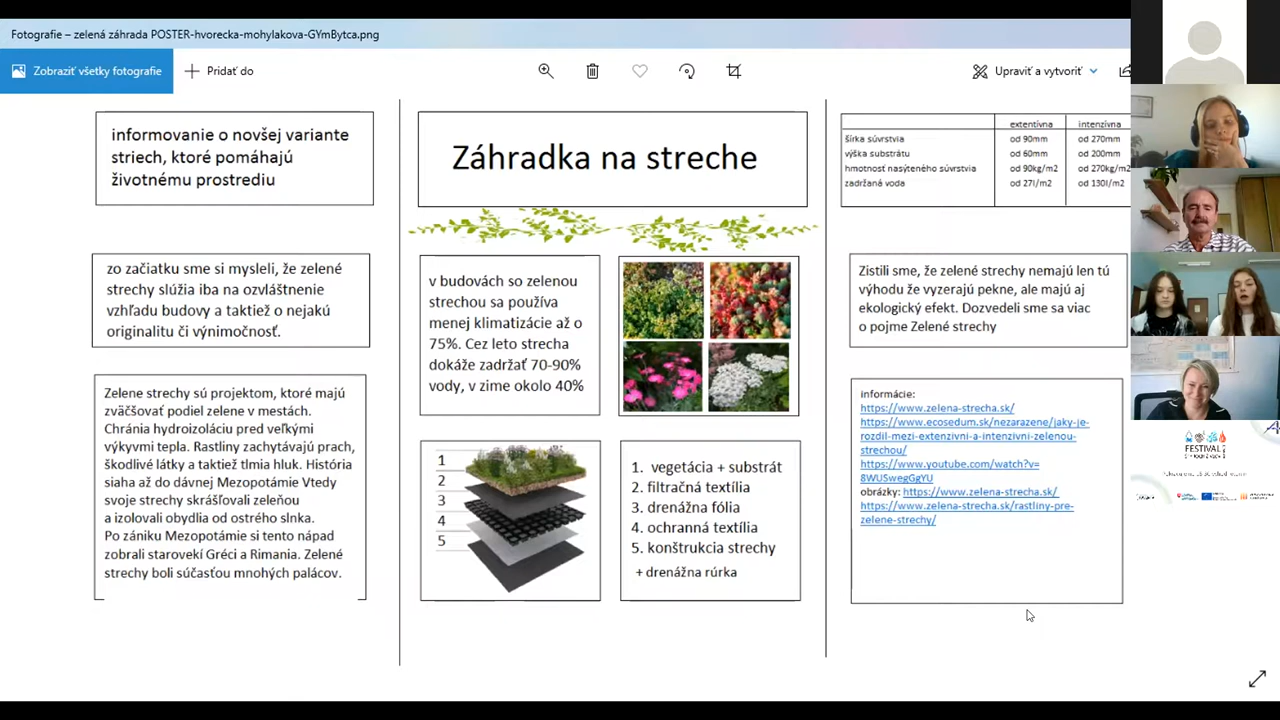 Fotografie – zelená záhrada POSTER-hvorecka-mohylakova-GYmBytca.png
Zobraziť všetky fotografie
Pridať do
Upraviť a vytvoriť
informovanie o novšej variante
striech, ktoré pomáhajú
životnému prostrediu
zo začiatku sme si mysleli, že zelené
strechy slúžia iba na ozvláštnenie
vzhľadu budovy a taktiež o nejakú
originalitu či výnimočnosť.
Zelene strechy sú projektom, ktoré majú
zväčšovať podiel zelene v mestách.
Chránia hydroizoláciu pred veľkými
výkyvmi tepla. Rastliny zachytávajú prach,
škodlivé látky á taktiež tlmia hluk. História
siaha až do dávnej Mezopotámie Vtedy
svoje strechy skrášľovali zeleňou
a izolovali obydlia od ostrého slnka.
Po zániku Mezopotámie si tento nápad
zobrali starovekí Gréci a Rimania. Zelené
strechy boli súčasťou mnohých palácov.
Záhradka na streche
v budovách so zelenou
strechou sa používa
menej klimatizácie až o
75%. Cez leto strecha
dokáže zadržať 70-90%
vody, v zime okolo 40%
1
2
3
4
5
1. vegetácia + substrát
2. filtračná textília
3. drenážna fólia
4. ochranná textília
5. konštrukcia strechy
+ drenážna rúrka
extentívna intenzívna
šírka súvrstvia od 90mm od 270mm
výška substrátu od 60mm od 200mm
hmotnosť nasýteného súvrstvia od 90kg/m2 od 270kg/m2
zadržaná voda od 27l/m2 od 130l/m2
Zistili sme, že zelené strechy nemajú len tú
výhodu že vyzerajú pekne, ale majú aj
ekologický efekt. Dozvedeli sme sa viac
o pojme Zelené strechy
informácie:
https://www.zelena-strecha.sk/
https://www.ecosedum.sk/nezarazene/jaky-je-
rozdil-mezi-extenzivni-a-intenzivni-zelenou-
strechou/
https://www.youtube.com/watch?v=
8WUSwegGgYU
obrázky: https://www.zelena-strecha.sk/
https://www.zelena-strecha.sk/rastliny-pre-
zelene-strechy/
FESTIVAL